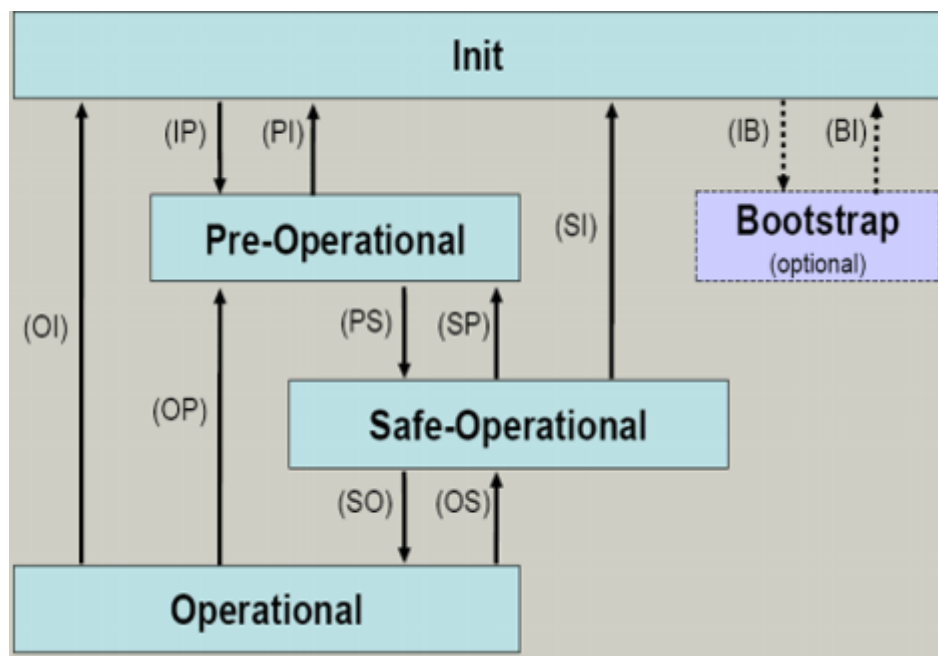 Init
(IP)
(PI)
(IB)
(BI)
Pre-Operational
(SI)
Bootstrap
(optional)
(OI)
(PS)
(SP)
(OP)
Safe-Operational
(SO)
(OS)
Operational